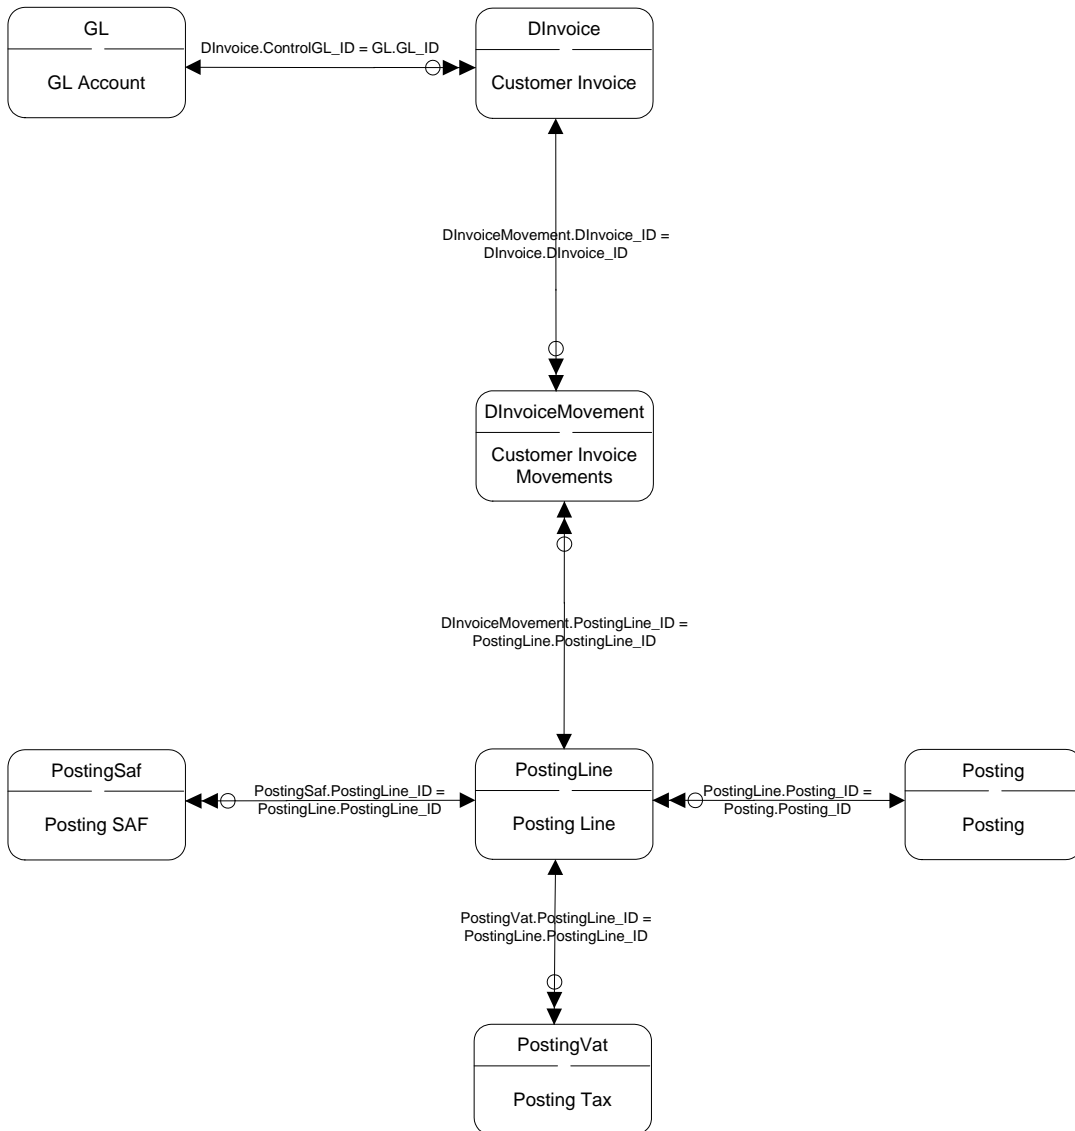 GL
GL Account
DInvoice.ControlGL_ID = GL.GL_ID
DInvoice
Customer Invoice
DInvoiceMovement.DInvoice_ID =
DInvoice.DInvoice_ID
DInvoiceMovement
Customer Invoice
Movements
DInvoiceMovement.PostingLine_ID =
PostingLine.PostingLine_ID
PostingSaf
Posting SAF
PostingSaf.PostingLine_ID =
PostingLine.PostingLine_ID
PostingLine
Posting Line
PostingLine.Posting_ID =
Posting.Posting_ID
Posting
Posting
PostingVat.PostingLine_ID =
PostingLine.PostingLine_ID
PostingVat
Posting Tax